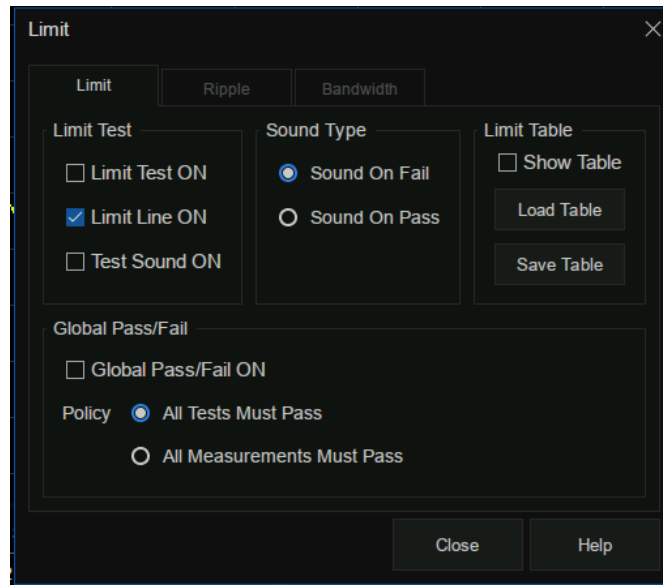 Limit
Limit Ripple Bandwidth
Limit Test
Limit Test ON
Limit Line ON
Test Sound ON
Sound Type
Sound On Fail
Sound On Pass
Limit Table
Show Table
Load Table
Save Table
Global Pass/Fail
Global Pass/Fail ON
Policy All Tests Must Pass
All Measurements Must Pass
Close Help